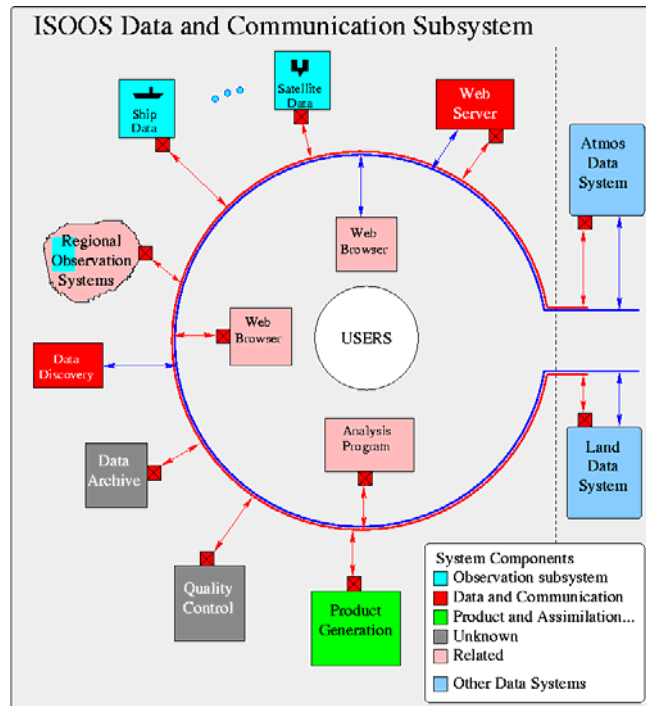 ISOOS Data and Communication Subsystem
Ship
Data
Satellite
Data
Web
Server
Atmos
Data
System
Regional
Observation
Systems
Web
Browser
Web
Browser
USERS
Data
Discovery
Analysis
Program
Data
Archive
Land
Data
System
Quality
Control
Product
Generation
System Components
Observation subsystem
Data and Communication
Product and Assimilation...
Unknown
Related
Other Data Systems